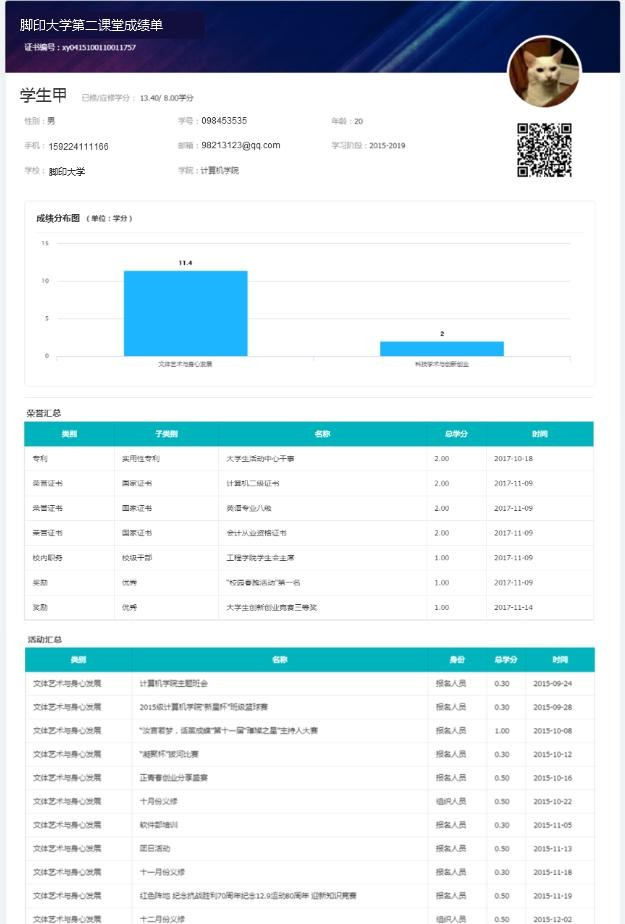 脚印大学第二课堂成绩单
证书编号：xy0415100110011757
学生甲 已修/应修学分： 13.40/ 8.00学分
性别：男 学号：098453535 年龄：20
手机： 159224111166 邮箱：98213123@qq.com 学习阶段：2015-2019
学校： 脚印大学 学院：计算机学院
成绩分布图 （单位：学分）
15
11.4
10
5
2
0
文体艺术与身心发展 科技学术与创新创业
荣誉汇总
类别 子类别 名称 总学分 时间
专利 实用性专利 大学生活动中心干事 2.00 2017-10-18
荣誉证书 国家证书 计算机二级证书 2.00 2017-11-09
荣誉证书 国家证书 英语专业八级 2.00 2017-11-09
荣誉证书 国家证书 会计从业资格证书 2.00 2017-11-09
校内职务 校级干部 工程学院学生会主席 1.00 2017-11-09
奖励 优秀 "校园春晚活动"第一名 1.00 2017-11-09
奖励 优秀 大学生创新创业竞赛三等奖 1.00 2017-11-14
活动汇总
类别 名称 身份 总学分 时间
文体艺术与身心发展 计算机学院主题班会 报名人员 0.30 2015-09-24
文体艺术与身心发展 2015级计算机学院"新星杯"班级篮球赛 报名人员 0.30 2015-09-28
文体艺术与身心发展 第十一届"璀璨之星"主持人大赛 报名人员 1.00 2015-10-08
文体艺术与身心发展 "凝聚杯"拔河比赛 报名人员 0.30 2015-10-12
文体艺术与身心发展 正青春创业分享盛宴 报名人员 0.50 2015-10-16
文体艺术与身心发展 十月份义修 组织人员 0.50 2015-10-22
文体艺术与身心发展 软件部培训 报名人员 0.30 2015-11-05
文体艺术与身心发展 团日活动 报名人员 0.50 2015-11-13
文体艺术与身心发展 十一月份义修 报名人员 0.30 2015-11-18
文体艺术与身心发展 红色阵地 纪念抗战胜利70周年纪念12.9运动80周年 迎新知识竞赛 报名人员 0.50 2015-11-19
文体艺术与身心发展 十二月份义修 组织人员 0.50 2015-12-02